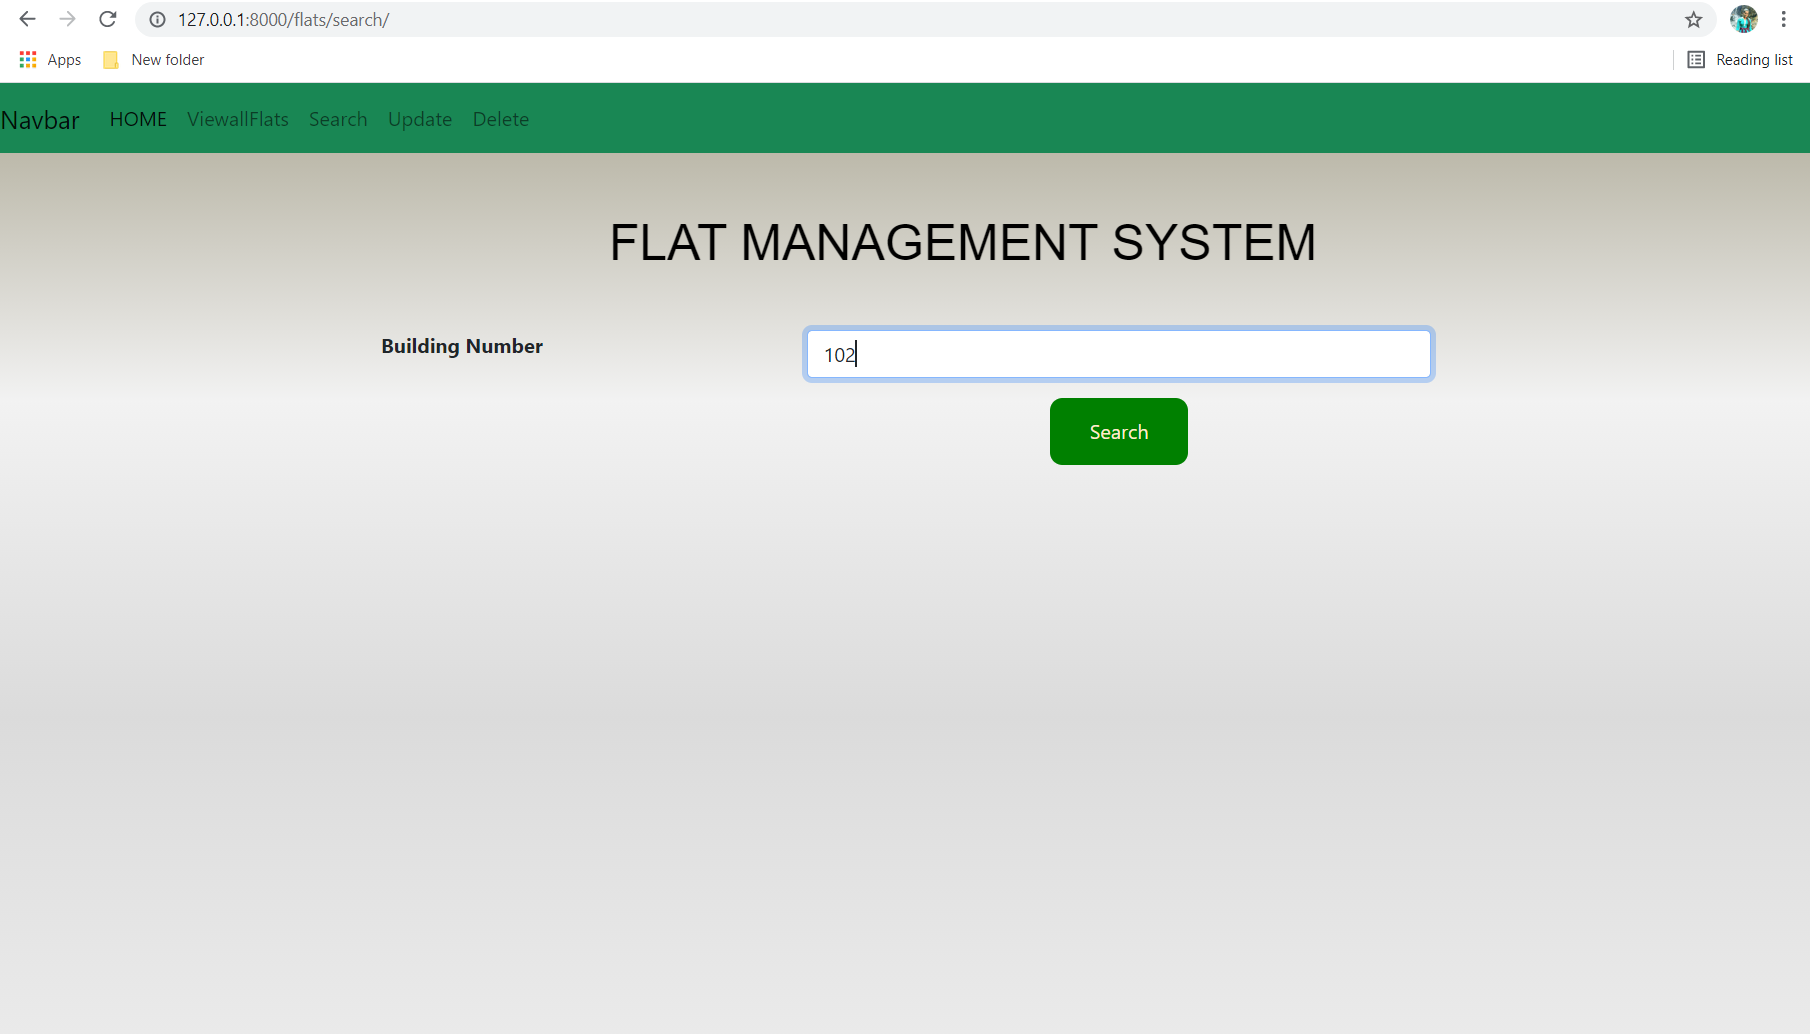 127.0.0.1:8000/flats/search/
Apps New folder Reading list
Navbar HOME ViewallFlats Search Update Delete
FLAT MANAGEMENT SYSTEM
Building Number 102
Search